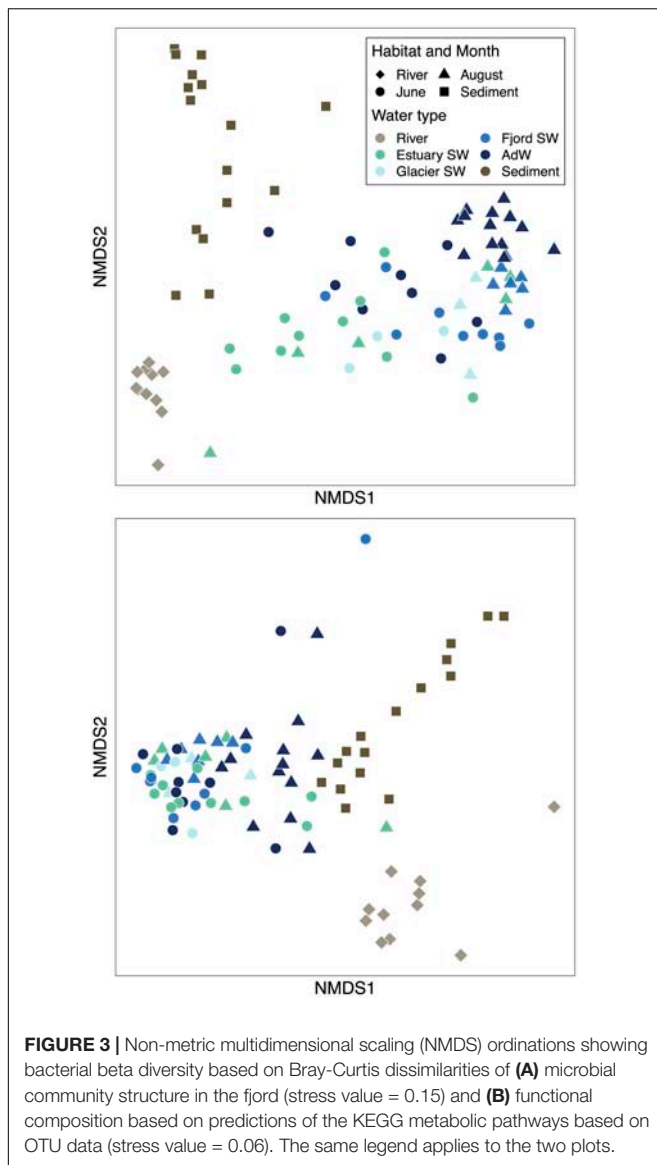 Habitat and Month
River August
June Sediment
Water type
River Fjord SW
Estuary SW AdW
Glacier SW Sediment
NMDS2
NMDS1
NMDS2
NMDS1
FIGURE 3 | Non-metric multidimensional scaling (NMDS) ordinations showing
bacterial beta diversity based on Bray-Curtis dissimilarities of (A) microbial
community structure in the fjord (stress value = 0.15) and (B) functional
composition based on predictions of the KEGG metabolic pathways based on
OTU data (stress value = 0.06). The same legend applies to the two plots.